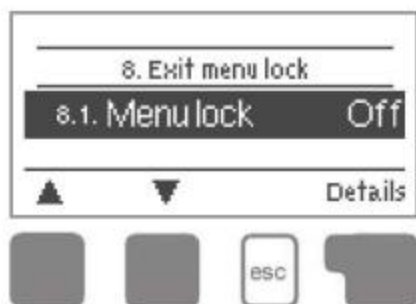 8. Exit menu lock
8.1. Menu lock Off
▲ ▼ Details
esc